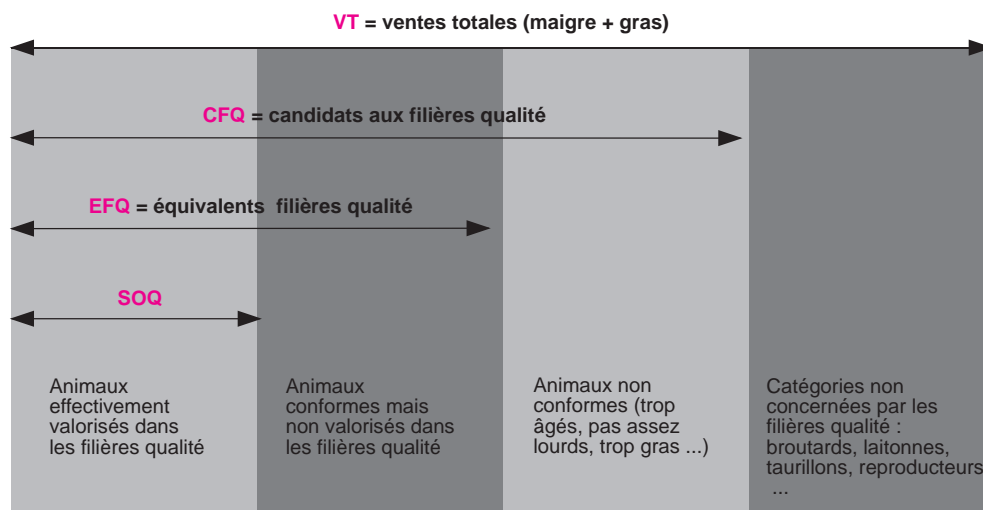 VT = ventes totales (maigre + gras)
CFQ = candidats aux filières qualité
EFQ = équivalents filières qualité
SOQ
Animaux
effectivement
valorisés dans
les filières qualité
Animaux
conformes mais
non valorisés dans
les filières qualité
Animaux non
conformes (trop
âgés, pas assez
lourds, trop gras ...)
Catégories non
concernées par les
filières qualité :
broutards, laitonnes,
taurillons, reproducteurs
...